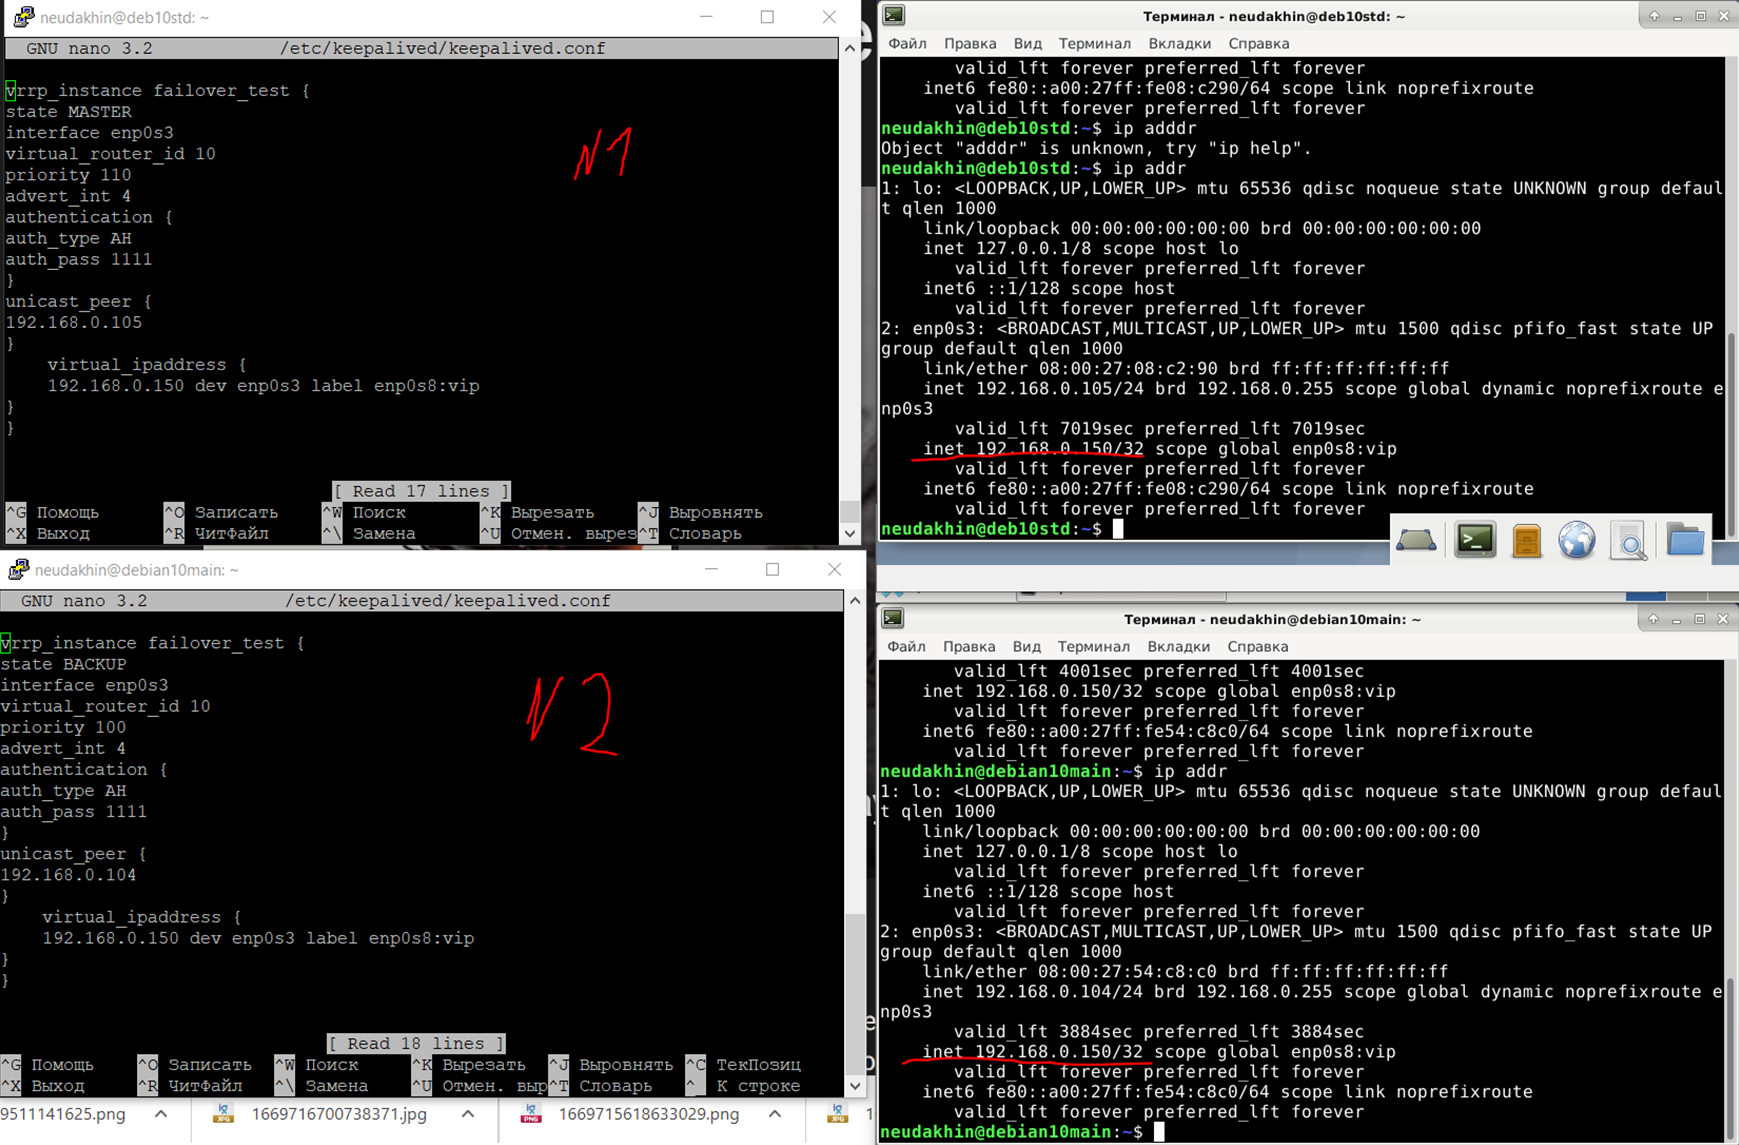 neudakhin@deb10std: ~
GNU nano 3.2 /etc/keepalived/keepalived.conf
vrrp_instance failover_test {
state MASTER
interface enp0s3
virtual_router_id 10
priority 110
advert_int 4
authentication {
auth_type AH
auth_pass 1111
}
unicast_peer {
192.168.0.105
}
virtual_ipaddress {
192.168.0.150 dev enp0s3 label enp0s8:vip
}
}
N1
[ Read 17 lines ]
^G Помощь ^O Записать ^W Поиск ^K Вырезать ^J Выровнять
^X Выход ^R ЧитФайл ^\ Замена ^U Отмен. вырез ^T Словарь
neudakhin@debian10main: ~
GNU nano 3.2 /etc/keepalived/keepalived.conf
vrrp_instance failover_test {
state BACKUP
interface enp0s3
virtual_router_id 10
priority 100
advert_int 4
authentication {
auth_type AH
auth_pass 1111
}
unicast_peer {
192.168.0.104
}
virtual_ipaddress {
192.168.0.150 dev enp0s3 label enp0s8:vip
}
}
N2
[ Read 18 lines ]
^G Помощь ^O Записать ^W Поиск ^K Вырезать ^J Выровнять ^C ТекПозиц
^X Выход ^R ЧитФайл ^\ Замена ^U Отмен. выр ^T Словарь ^_ К строке
9511141625.png 1669716700738371.jpg 1669715618633029.png
Терминал - neudakhin@deb10std: ~
Файл Правка Вид Терминал Вкладки Справка
valid_lft forever preferred_lft forever
inet6 fe80::a00:27ff:fe08:c290/64 scope link noprefixroute
valid_lft forever preferred_lft forever
neudakhin@deb10std:~$ ip adddr
Object "adddr" is unknown, try "ip help".
neudakhin@deb10std:~$ ip addr
1: lo: <LOOPBACK,UP,LOWER_UP> mtu 65536 qdisc noqueue state UNKNOWN group defaul
t qlen 1000
link/loopback 00:00:00:00:00:00 brd 00:00:00:00:00:00
inet 127.0.0.1/8 scope host lo
valid_lft forever preferred_lft forever
inet6 ::1/128 scope host
valid_lft forever preferred_lft forever
2: enp0s3: <BROADCAST,MULTICAST,UP,LOWER_UP> mtu 1500 qdisc pfifo_fast state UP
group default qlen 1000
link/ether 08:00:27:08:c2:90 brd ff:ff:ff:ff:ff:ff
inet 192.168.0.105/24 brd 192.168.0.255 scope global dynamic noprefixroute e
np0s3
valid_lft 7019sec preferred_lft 7019sec
inet 192.168.0.150/32 scope global enp0s8:vip
valid_lft forever preferred_lft forever
inet6 fe80::a00:27ff:fe08:c290/64 scope link noprefixroute
valid_lft forever preferred_lft forever
neudakhin@deb10std:~$
Терминал - neudakhin@debian10main: ~
Файл Правка Вид Терминал Вкладки Справка
valid_lft 4001sec preferred_lft 4001sec
inet 192.168.0.150/32 scope global enp0s8:vip
valid_lft forever preferred_lft forever
inet6 fe80::a00:27ff:fe54:c8c0/64 scope link noprefixroute
valid_lft forever preferred_lft forever
neudakhin@debian10main:~$ ip addr
1: lo: <LOOPBACK,UP,LOWER_UP> mtu 65536 qdisc noqueue state UNKNOWN group defaul
t qlen 1000
link/loopback 00:00:00:00:00:00 brd 00:00:00:00:00:00
inet 127.0.0.1/8 scope host lo
valid_lft forever preferred_lft forever
inet6 ::1/128 scope host
valid_lft forever preferred_lft forever
2: enp0s3: <BROADCAST,MULTICAST,UP,LOWER_UP> mtu 1500 qdisc pfifo_fast state UP
group default qlen 1000
link/ether 08:00:27:54:c8:c0 brd ff:ff:ff:ff:ff:ff
inet 192.168.0.104/24 brd 192.168.0.255 scope global dynamic noprefixroute e
np0s3
valid_lft 3884sec preferred_lft 3884sec
inet 192.168.0.150/32 scope global enp0s8:vip
valid_lft forever preferred_lft forever
inet6 fe80::a00:27ff:fe54:c8c0/64 scope link noprefixroute
valid_lft forever preferred_lft forever
neudakhin@debian10main:~$